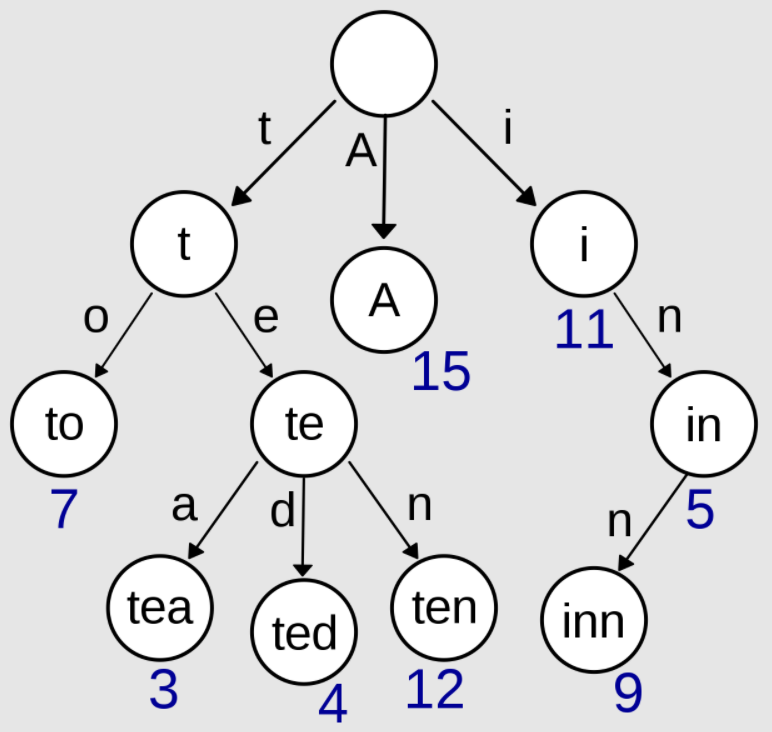 t A i
t A i
o e 15 11 n
to te in
7 a d n n 5
tea ted ten inn
3 4 12 9